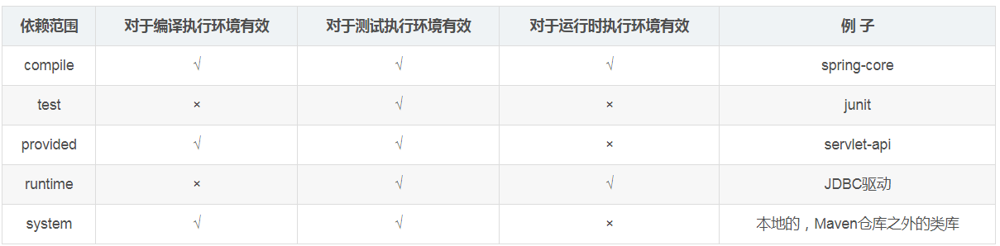 依赖范围 对于编译执行环境有效 对于测试执行环境有效 对于运行时执行环境有效 例 子
compile √ √ √ spring-core
test × √ × junit
provided √ √ × servlet-api
runtime × √ √ JDBC驱动
system √ √ × 本地的，Maven仓库之外的类库